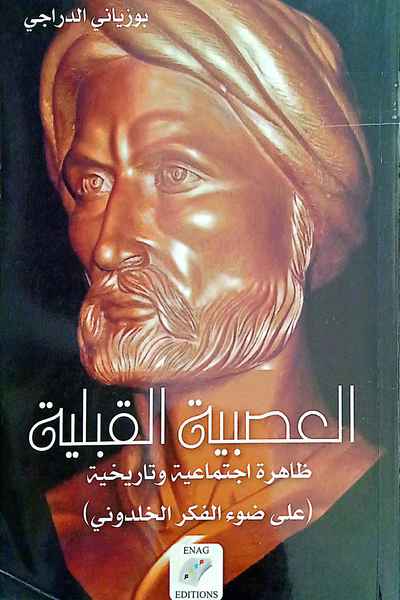 بوزياني الدراجي
العصبية القبلية
ظاهرة اجتماعية وتاريخية
(على ضوء الفكر الخلدوني)
ENAG
EDITIONS